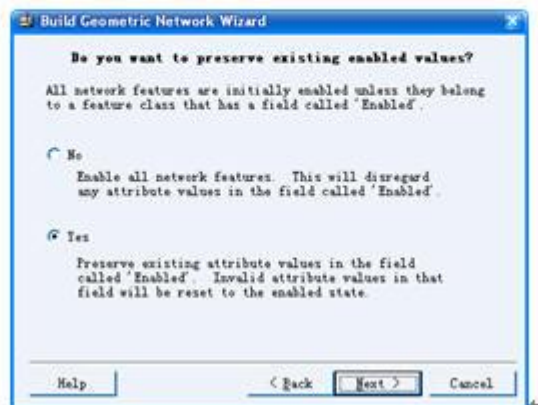 Build Geometric Network Wizard
Do you want to preserve existing enabled values?
All network features are initially enabled unless they belong
to a feature class that has a field called 'Enabled'.
No
Enable all network features. This will disregard
any attribute values in the field called 'Enabled'.
Yes
Preserve existing attribute values in the field
called 'Enabled'. Invalid attribute values in that
field will be reset to the enabled state.
Help
< Back
Next >
Cancel